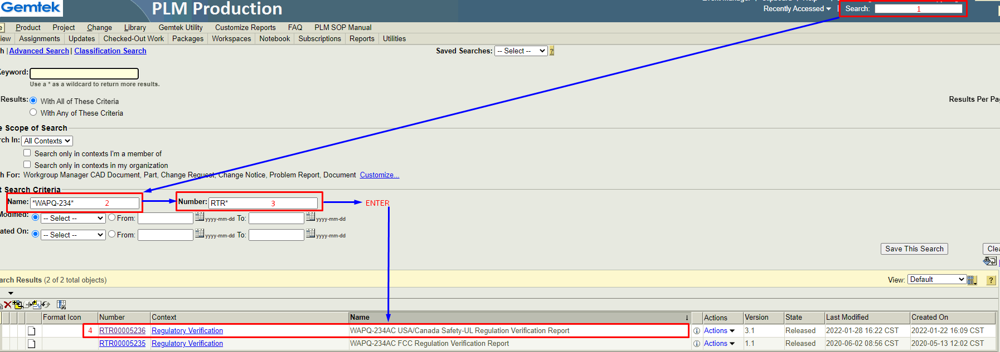 Gemtek
PLM Production
Recently Accessed
Search: 1
Product Project Change Library Gemtek Utility Customize Reports FAQ PLM SOP Manual
iew Assignments Updates Checked-Out Work Packages Workspaces Notebook Subscriptions Reports Utilities
h | Advanced Search | Classification Search
Saved Searches: -- Select -- ?
Keyword:
Use a * as a wildcard to return more results.
Results: With All of These Criteria
Results Per Pa
With Any of These Criteria
e Scope of Search
rch In: All Contexts
Search only in contexts I'm a member of
Search only in contexts in my organization
h For: Workgroup Manager CAD Document, Part, Change Request, Change Notice, Problem Report, Document Customize...
t Search Criteria
Name: *WAPQ-234* 2 Number: RTR* 3 ENTER
Modified: -- Select -- From: yyyy-mm-dd To: yyyy-mm-dd
ated On: -- Select -- From: yyyy-mm-dd To: yyyy-mm-dd
Save This Search Clea
arch Results (2 of 2 total objects)
View: Default ?
Format Icon Number Context Name ↓ Actions Version State Last Modified Created On
4 RTR00005236 Regulatory Verification WAPQ-234AC USA/Canada Safety-UL Regulation Verification Report Actions 3.1 Released 2022-01-28 16:22 CST 2022-01-22 16:09 CST
RTR00005235 Regulatory Verification WAPQ-234AC FCC Regulation Verification Report Actions 1.1 Released 2020-06-02 08:56 CST 2020-05-13 12:02 CST